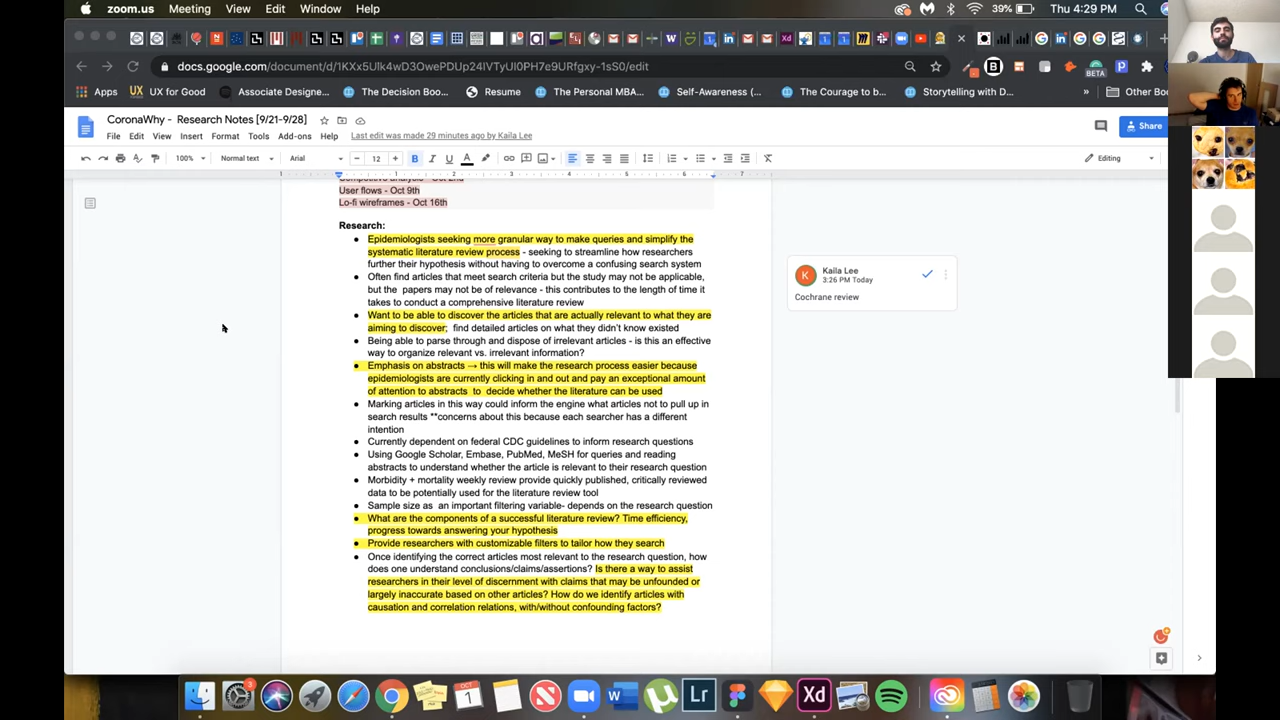 zoom.us Meeting Window Help
Research Notes Edit
39% Thu 4:29 PM
docs.google.com/document/d/1KXx5Ulk4wD3OwePDUp24IVTyUI0PH7e9URfgxy-1sS0/edit
BETA
Apps UX for Good Associate Designe... The Decision Boo... Resume The Personal MBA... The Courage to b... Self-Awareness (... Storytelling with D... » Other Boo
CoronaWhy - Research Notes [9/21-9/28]
File Edit View Insert Format Tools Add-ons Help Last edit was made 29 minutes ago by Kaila Lee
Share
100% Normal text Arial 12 B I U A Editing
User flows - Oct 9th
Lo-fi wireframes - Oct 16th
Research:
● Epidemiologists seeking more granular way to make queries and simplify the
systematic literature review process - seeking to streamline how researchers
further their hypothesis without having to overcome a confusing search system
● Often find articles that meet search criteria but the study may not be applicable,
but the papers may not be of relevance - this contributes to the length of time it
takes to conduct a comprehensive literature review
● Want to be able to discover the articles that are actually relevant to what they are
aiming to discover; find detailed articles on what they didn't know existed
● Being able to parse through and dispose of irrelevant articles - is this an effective
way to organize relevant vs. irrelevant information?
● Emphasis on abstracts → this will make the research process easier because
epidemiologists are currently clicking in and out and pay an exceptional amount
of attention to abstracts to decide whether the literature can be used
● Marking articles in this way could inform the engine what articles not to pull up in
search results **concerns about this because each searcher has a different
intention
● Currently dependent on federal CDC guidelines to inform research questions
● Using Google Scholar, Embase, PubMed, MeSH for queries and reading
abstracts to understand whether the article is relevant to their research question
● Morbidity + mortality weekly review provide quickly published, critically reviewed
data to be potentially used for the literature review tool
● Sample size as an important filtering variable- depends on the research question
● What are the components of a successful literature review? Time efficiency,
progress towards answering your hypothesis
● Provide researchers with customizable filters to tailor how they search
● Once identifying the correct articles most relevant to the research question, how
does one understand conclusions/claims/assertions? Is there a way to assist
researchers in their level of discernment with claims that may be unfounded or
largely inaccurate based on other articles? How do we identify articles with
causation and correlation relations, with/without confounding factors?
K
Kaila Lee
3:26 PM Today
Cochrane review
OCT
1
W
Lr
Xd